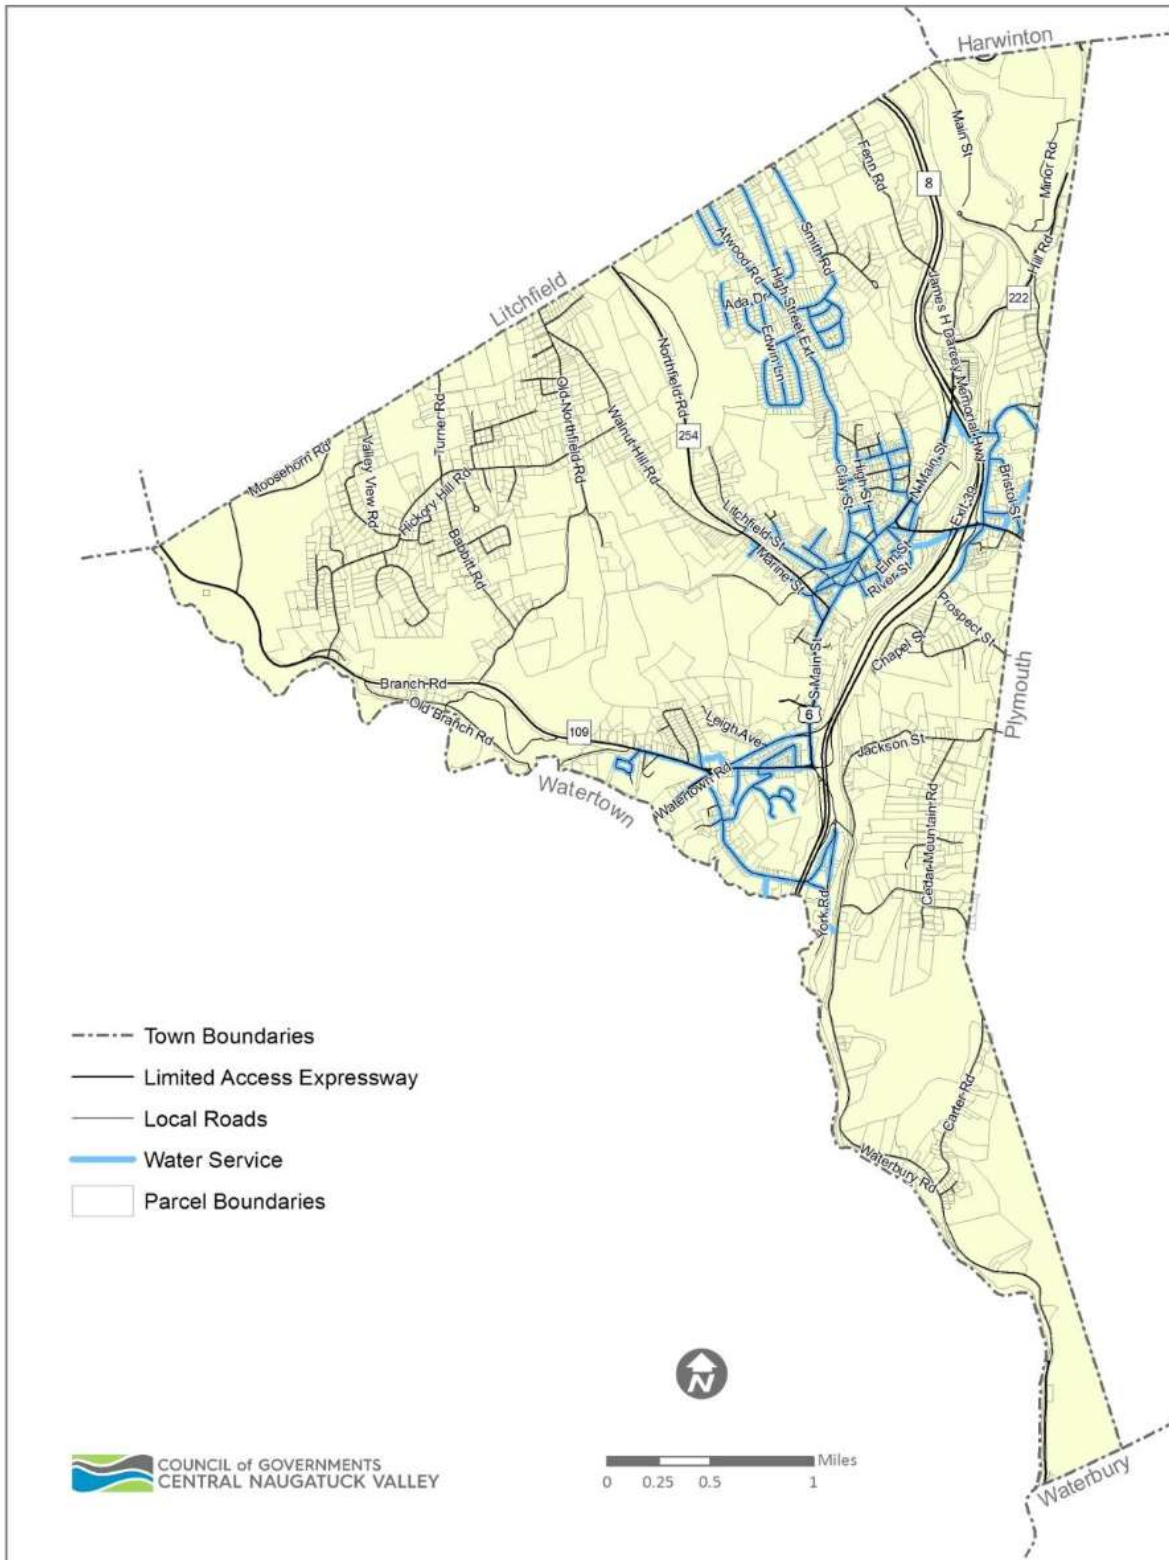 Harwinton
Main St
Fenn Rd
Minor Rd
8
Smith Rd
Atwood Rd
Hill Rd
High Street Ext
Litchfield
Ada Dr
James H Darcey Memorial Hwy
222
Edwin Ln
Northfield Rd
Old Northfield Rd
Turner Rd
Walnut Hill Rd
254
Valley View Rd
Moosehorn Rd
Hickory Hill Rd
High St
N Main St
Clay St
Bristol St
Exit 39
Litchfield St
Babbitt Rd
Marine St
Elm St
River St
Prospect St
Chapel St
Plymouth
S Main St
Branch Rd
Old Branch Rd
6
Leigh Ave
109
Jackson St
Watertown Rd
Watertown
Cedar Mountain Rd
York Rd
Town Boundaries
Limited Access Expressway
Local Roads
Water Service
Parcel Boundaries
Carter Rd
Waterbury Rd
N
COUNCIL of GOVERNMENTS
CENTRAL NAUGATUCK VALLEY
Miles
0 0.25 0.5 1
Waterbury